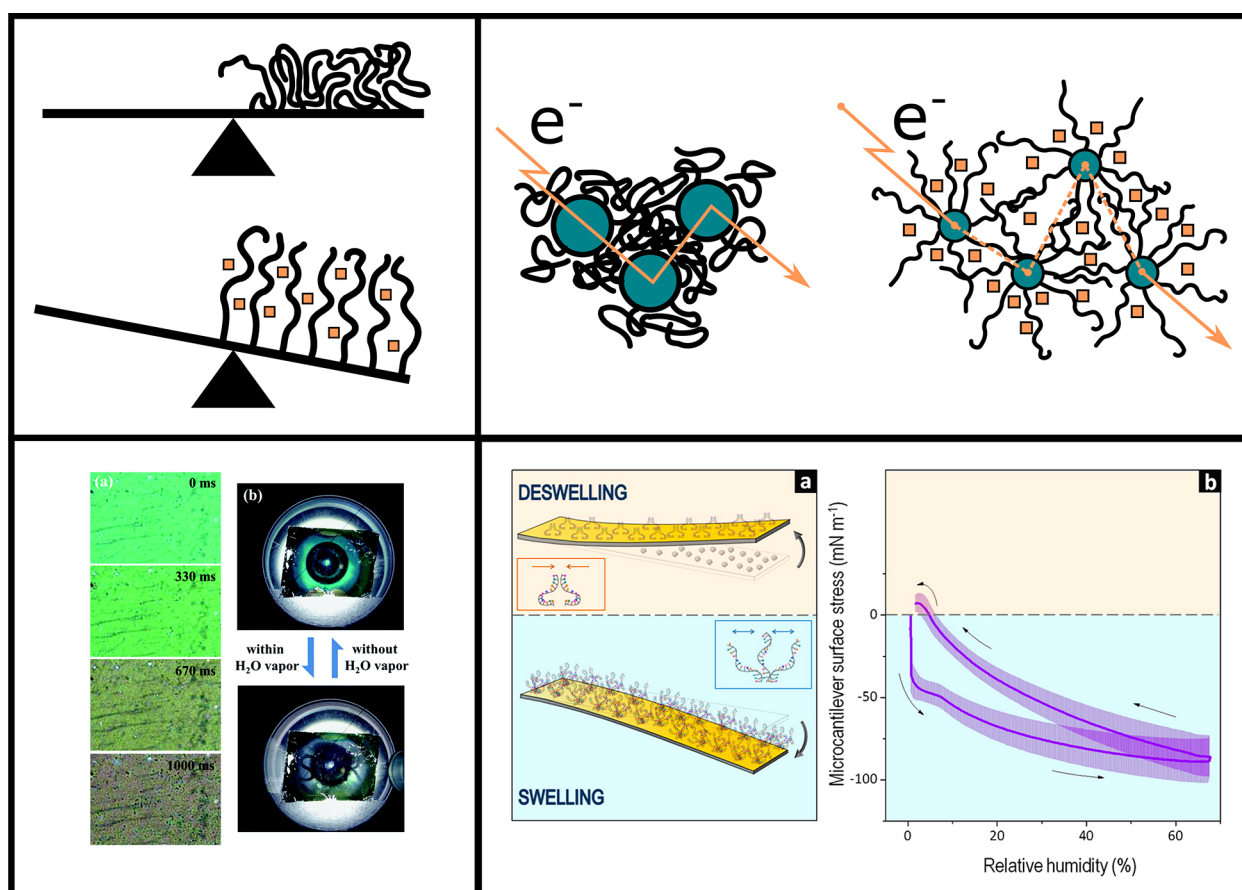 e-
e-
(a)
0 ms
330 ms
670 ms
1000 ms
(b)
within
H₂O vapor
without
H₂O vapor
a
DESWELLING
SWELLING
b
Microcantilever surface stress (mN m⁻¹)
0
-50
-100
0
20
40
60
Relative humidity (%)